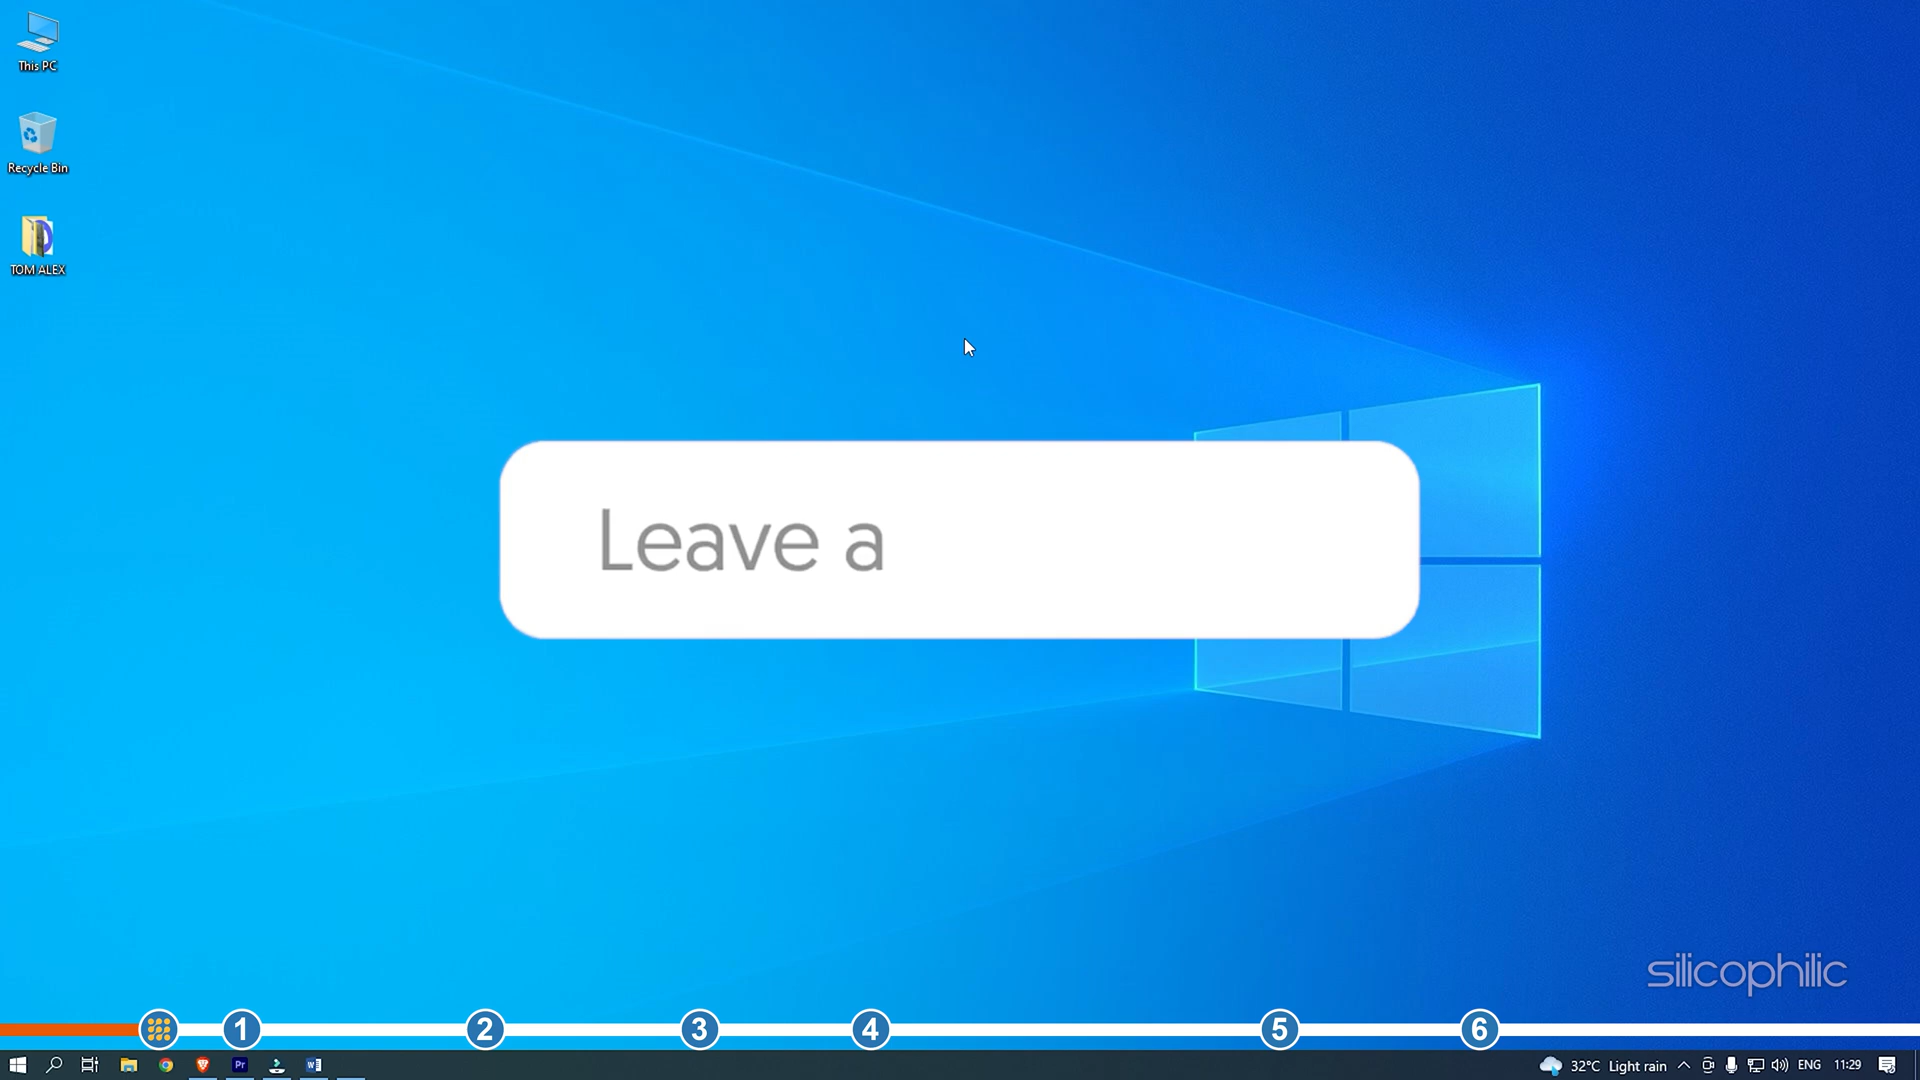 This PC
Recycle Bin
TOM ALEX
Leave a
silicophilic
1 2 3 4 5 6
Pr W 32°C Light rain ENG 11:29